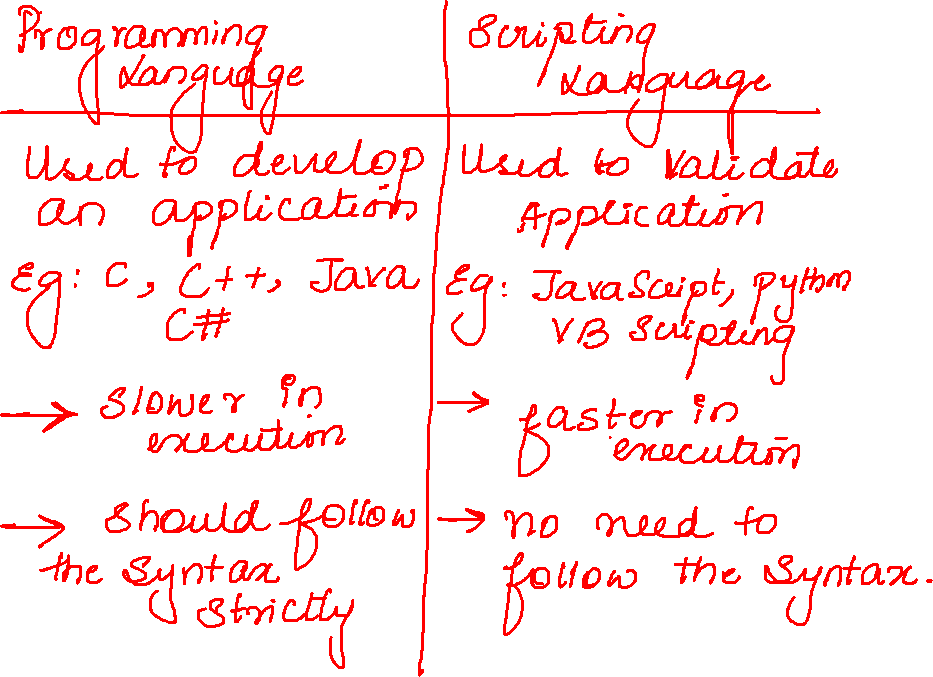 Programming
Language
Used to develop
an application
Eg: C, C++, Java
C#
→ Slower in
execution
→ Should follow
the Syntax
Strictly
Scripting
Language
Used to Validate
Application
Eg: JavaScript, Python
VB Scripting
→ faster in
execution
→ no need to
follow the Syntax.